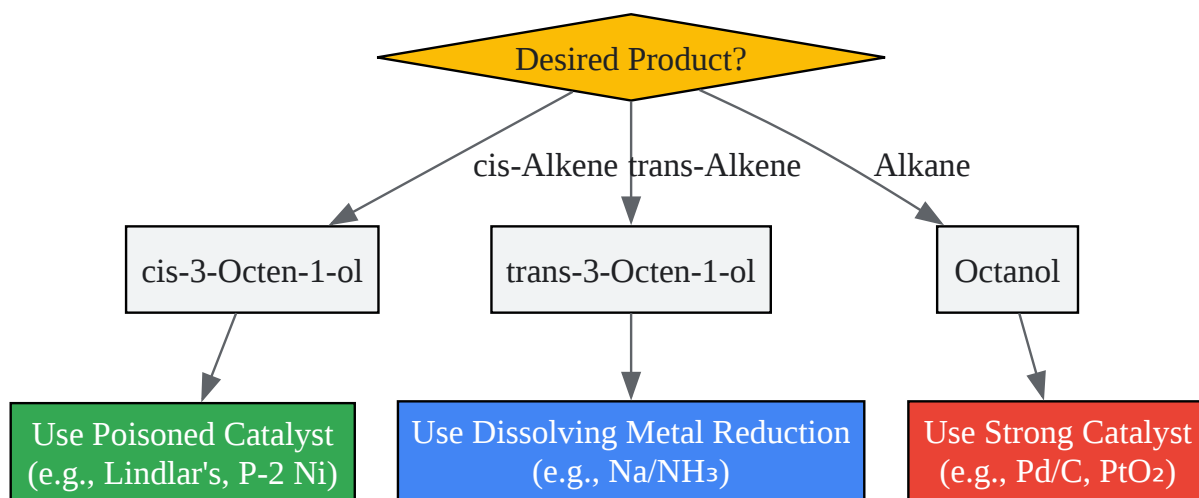 Desired Product?
cis-Alkene
trans-Alkene
Alkane
cis-3-Octen-1-ol
trans-3-Octen-1-ol
Octanol
Use Poisoned Catalyst
(e.g., Lindlar's, P-2 Ni)
Use Dissolving Metal Reduction
(e.g., Na/NH₃)
Use Strong Catalyst
(e.g., Pd/C, PtO₂)